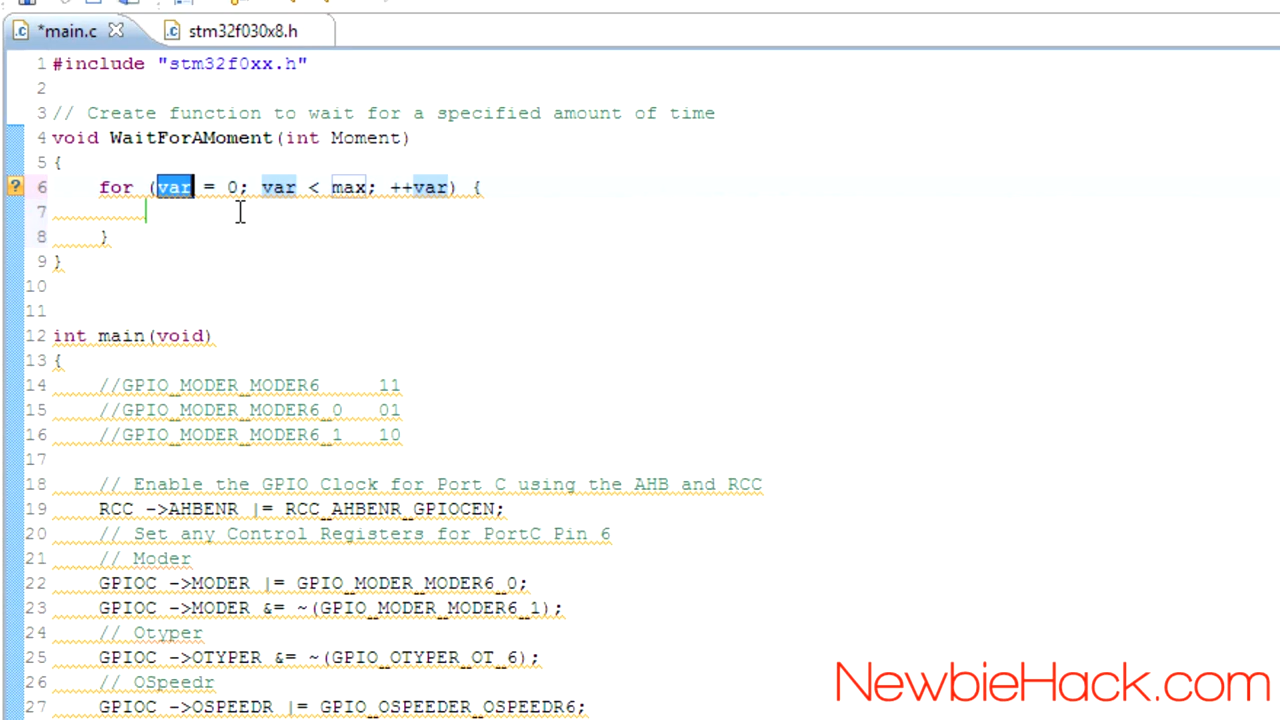 *main.c stm32f030x8.h
1 #include "stm32f0xx.h"
2
3 // Create function to wait for a specified amount of time
4 void WaitForAMoment(int Moment)
5 {
6 for (var = 0; var < max; ++var) {
7
8 }
9 }
10
11
12 int main(void)
13 {
14 //GPIO_MODER_MODER6 11
15 //GPIO_MODER_MODER6_0 01
16 //GPIO_MODER_MODER6_1 10
17
18 // Enable the GPIO Clock for Port C using the AHB and RCC
19 RCC ->AHBENR |= RCC_AHBENR_GPIOCEN;
20 // Set any Control Registers for PortC Pin 6
21 // Moder
22 GPIOC ->MODER |= GPIO_MODER_MODER6_0;
23 GPIOC ->MODER &= ~(GPIO_MODER_MODER6_1);
24 // Otyper
25 GPIOC ->OTYPER &= ~(GPIO_OTYPER_OT_6);
26 // OSpeedr
27 GPIOC ->OSPEEDR |= GPIO_OSPEEDER_OSPEEDR6;
NewbieHack.com